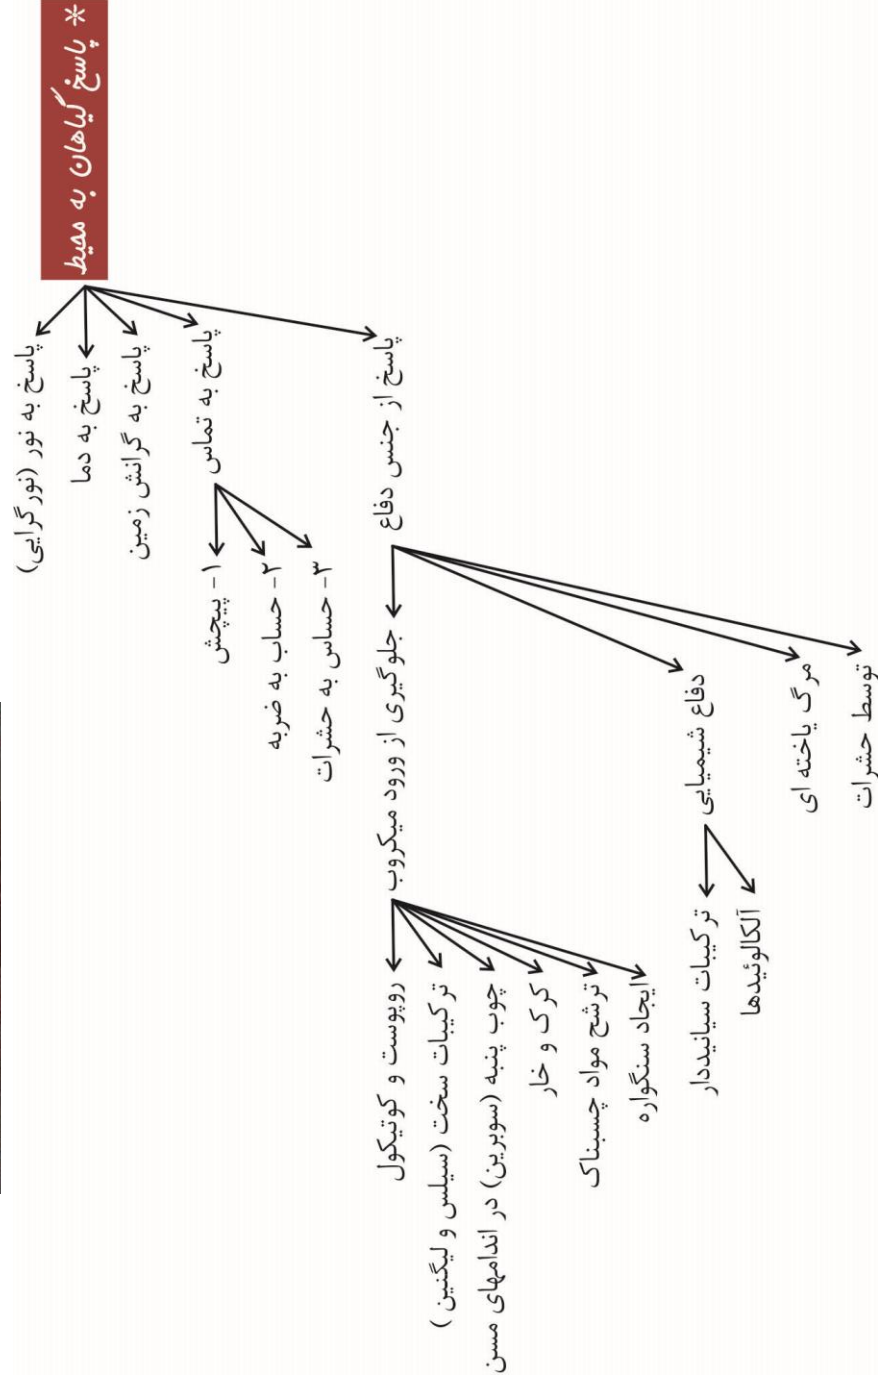 * پاسخ گیاهان به محیط
پاسخ به نور (نورگرایی)
پاسخ به دما
پاسخ به گرانش زمین
پاسخ به تماس
۱- پیچش
۲- حساب به ضربه
۳- حساس به حشرات
پاسخ از جنس دفاع
جلوگیری از ورود میکروب
روپوست و کوتیکول
ترکیبات سخت (سیلس و لیگنین )
چوب پنبه (سوبرین) در اندامهای مسن
کرک و خار
ترشح مواد چسبناک
ایجاد سنگواره
دفاع شیمیایی
ترکیبات سیانیددار
آلکالوئیدها
مرگ یاخته ای
توسط حشرات